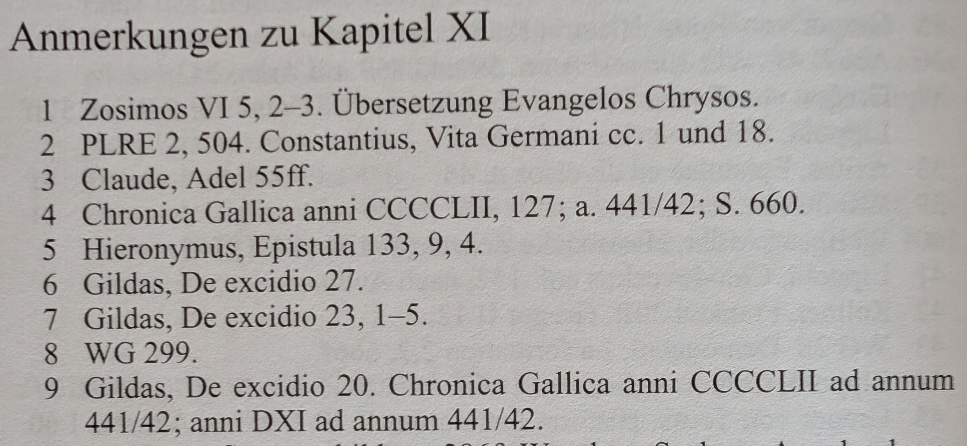 Anmerkungen zu Kapitel XI
1 Zosimos VI 5, 2–3. Übersetzung Evangelos Chrysos.
2 PLRE 2, 504. Constantius, Vita Germani cc. 1 und 18.
3 Claude, Adel 55ff.
4 Chronica Gallica anni CCCCLII, 127; a. 441/42; S. 660.
5 Hieronymus, Epistula 133, 9, 4.
6 Gildas, De excidio 27.
7 Gildas, De excidio 23, 1–5.
8 WG 299.
9 Gildas, De excidio 20. Chronica Gallica anni CCCCLII ad annum
441/42; anni DXI ad annum 441/42.